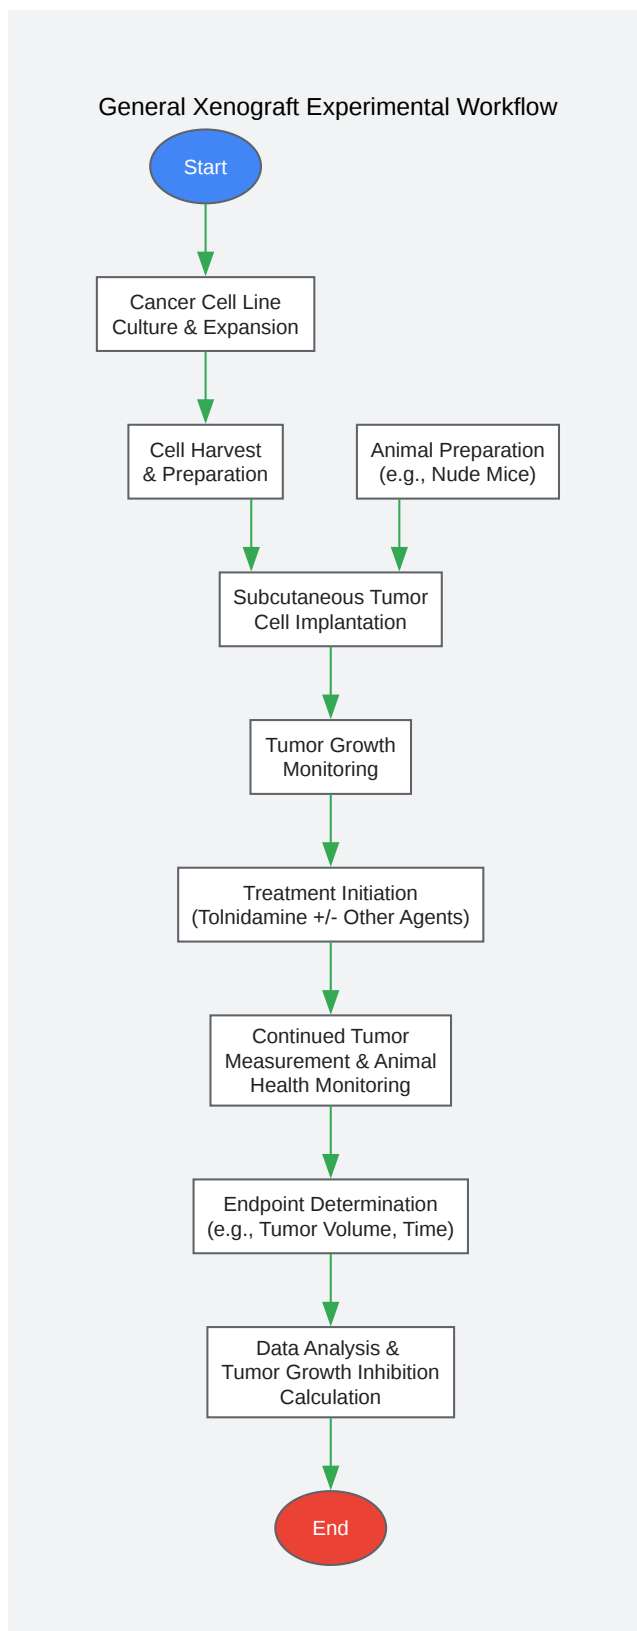 General Xenograft Experimental Workflow
Start
Cancer Cell Line
Culture & Expansion
Cell Harvest
& Preparation
Animal Preparation
(e.g., Nude Mice)
Subcutaneous Tumor
Cell Implantation
Tumor Growth
Monitoring
Treatment Initiation
(Tolnidamine +/- Other Agents)
Continued Tumor
Measurement & Animal
Health Monitoring
Endpoint Determination
(e.g., Tumor Volume, Time)
Data Analysis &
Tumor Growth Inhibition
Calculation
End